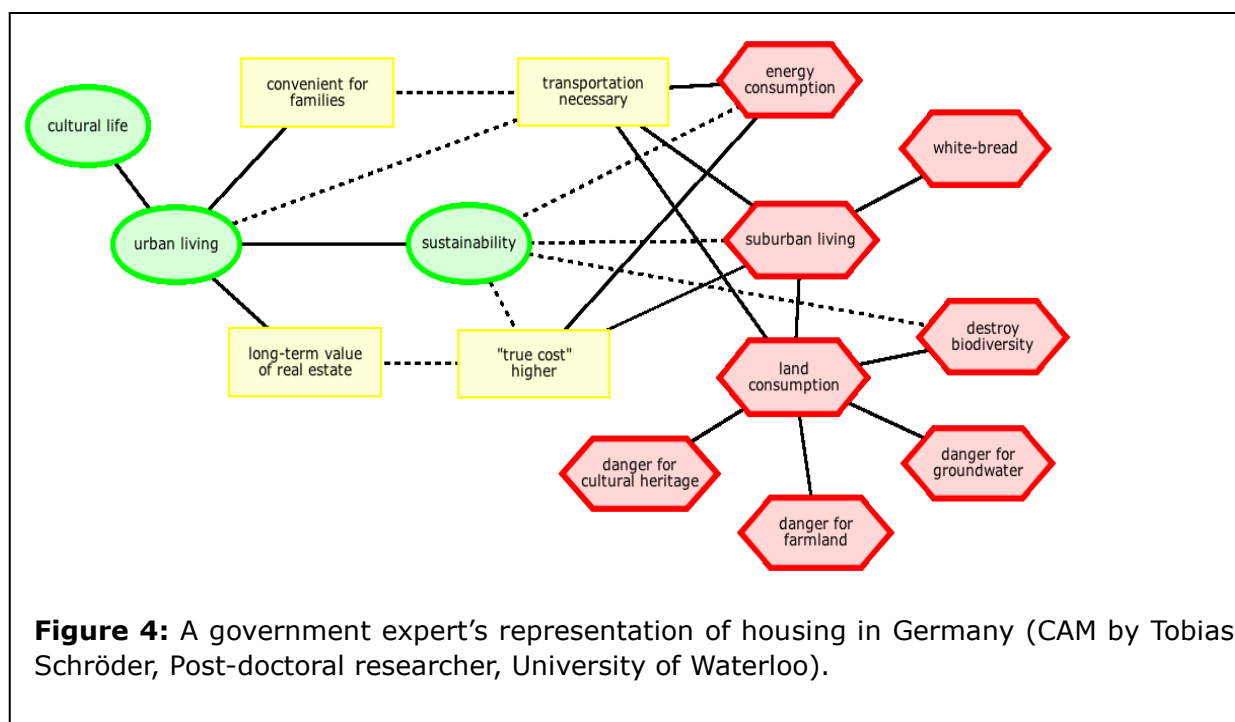 convenient for
families
transportation
necessary
energy
consumption
cultural life
white-bread
urban living
sustainability
suburban living
long-term value
of real estate
"true cost"
higher
destroy
biodiversity
land
consumption
danger for
cultural heritage
danger for
groundwater
danger for
farmland
Figure 4: A government expert’s representation of housing in Germany (CAM by Tobias
Schröder, Post-doctoral researcher, University of Waterloo).